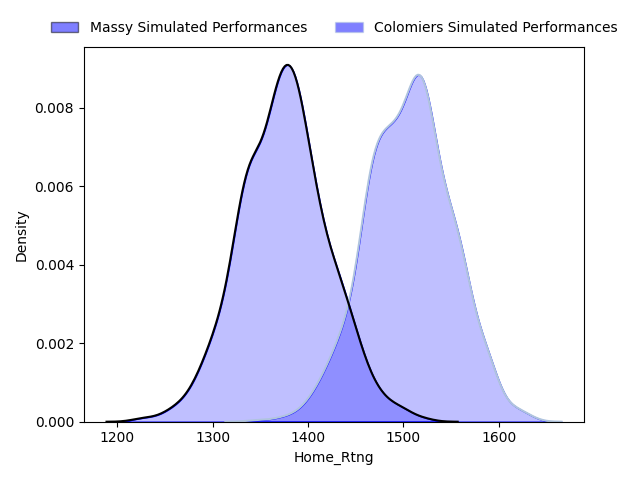 Massy Simulated Performances Colomiers Simulated Performances
0.008
0.006
0.004
0.002
0.000
Density
1200 1300 1400 1500 1600
Home_Rtng